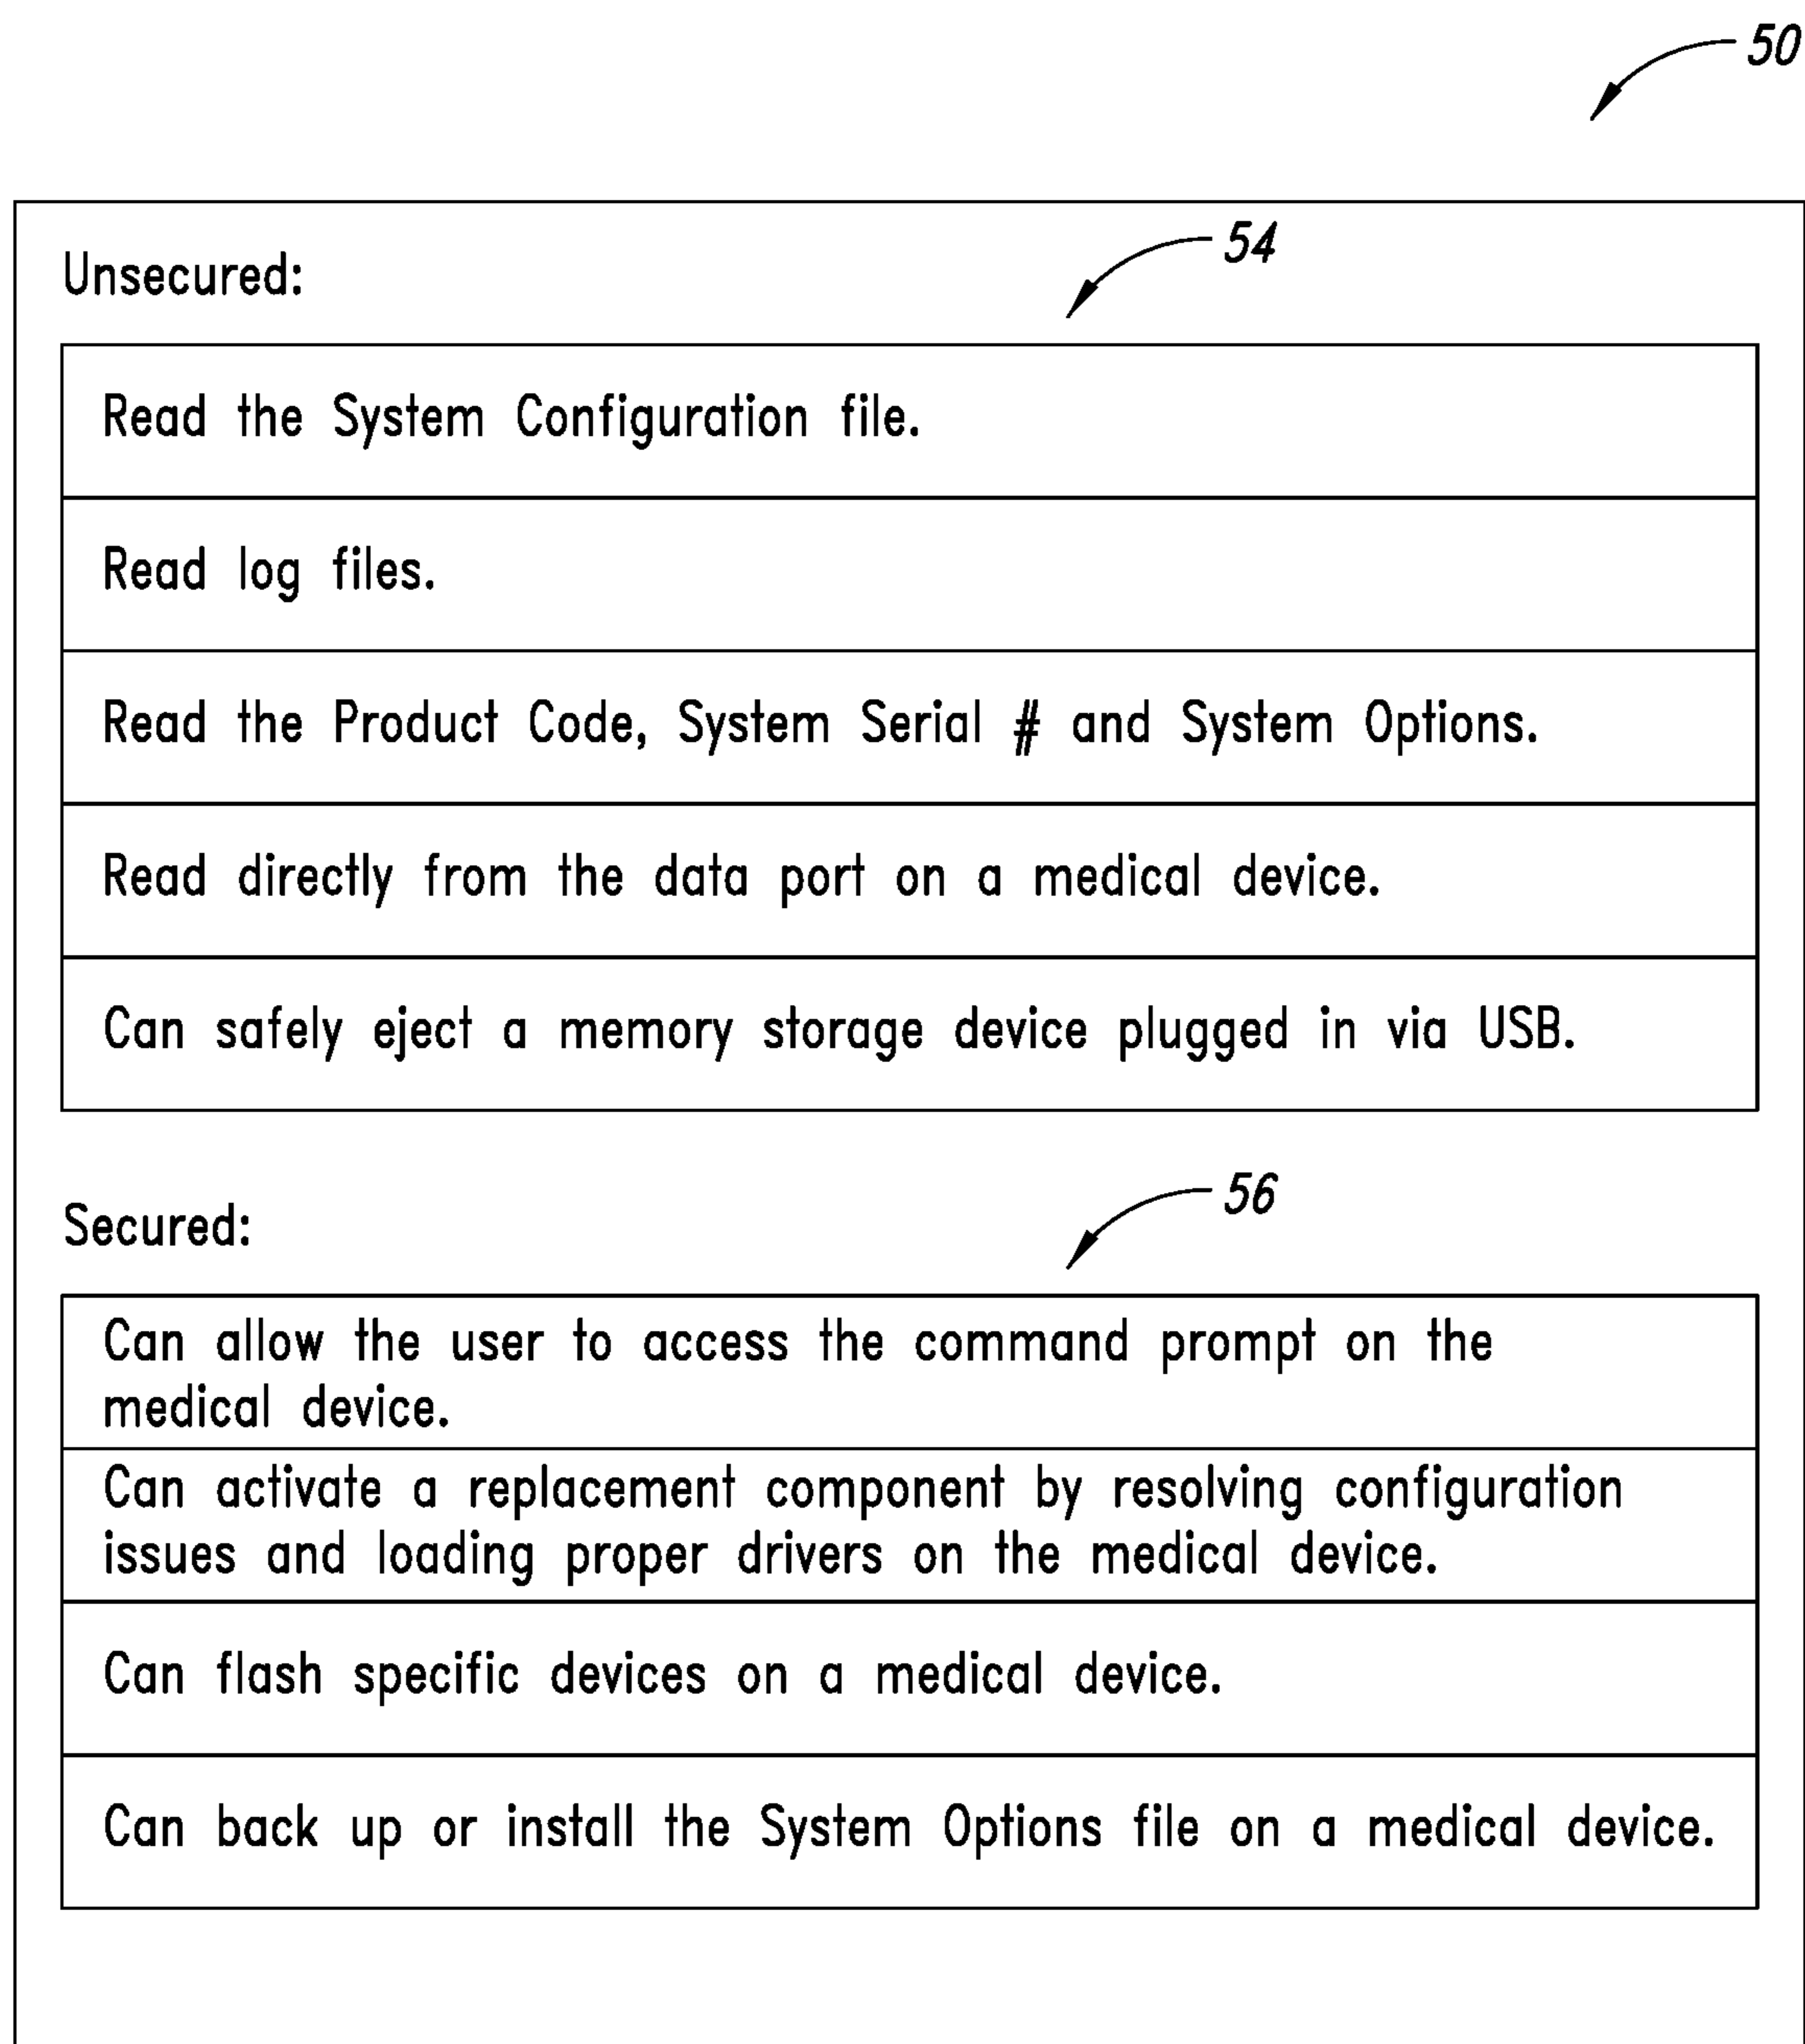 50
Unsecured:
54
Read the System Configuration file.
Read log files.
Read the Product Code, System Serial # and System Options.
Read directly from the data port on a medical device.
Can safely eject a memory storage device plugged in via USB.
Secured:
56
Can allow the user to access the command prompt on the
medical device.
Can activate a replacement component by resolving configuration
issues and loading proper drivers on the medical device.
Can flash specific devices on a medical device.
Can back up or install the System Options file on a medical device.